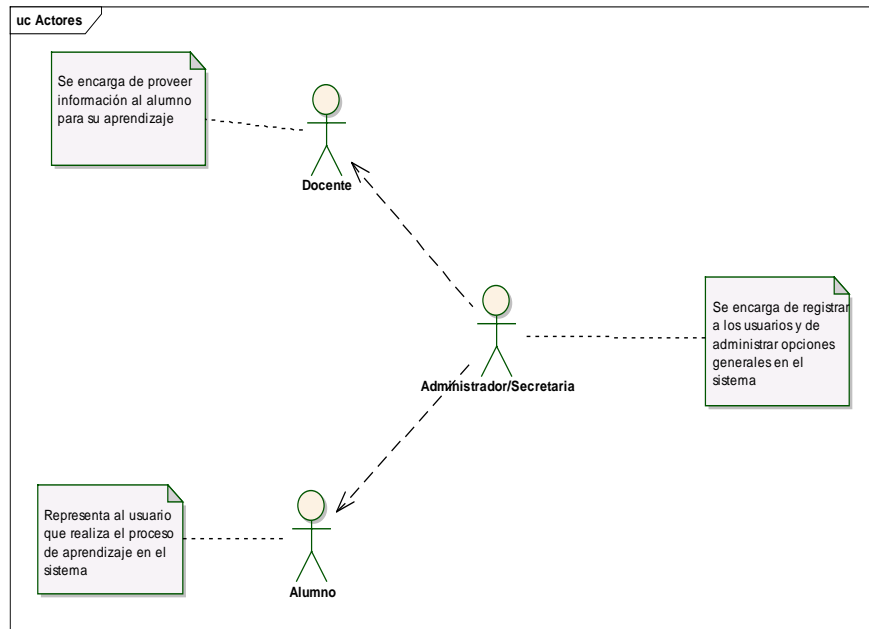 uc Actores
Se encarga de proveer
información al alumno
para su aprendizaje
Docente
Se encarga de registrar
a los usuarios y de
administrar opciones
generales en el
sistema
Administrador/Secretaria
Representa al usuario
que realiza el proceso
de aprendizaje en el
sistema
Alumno